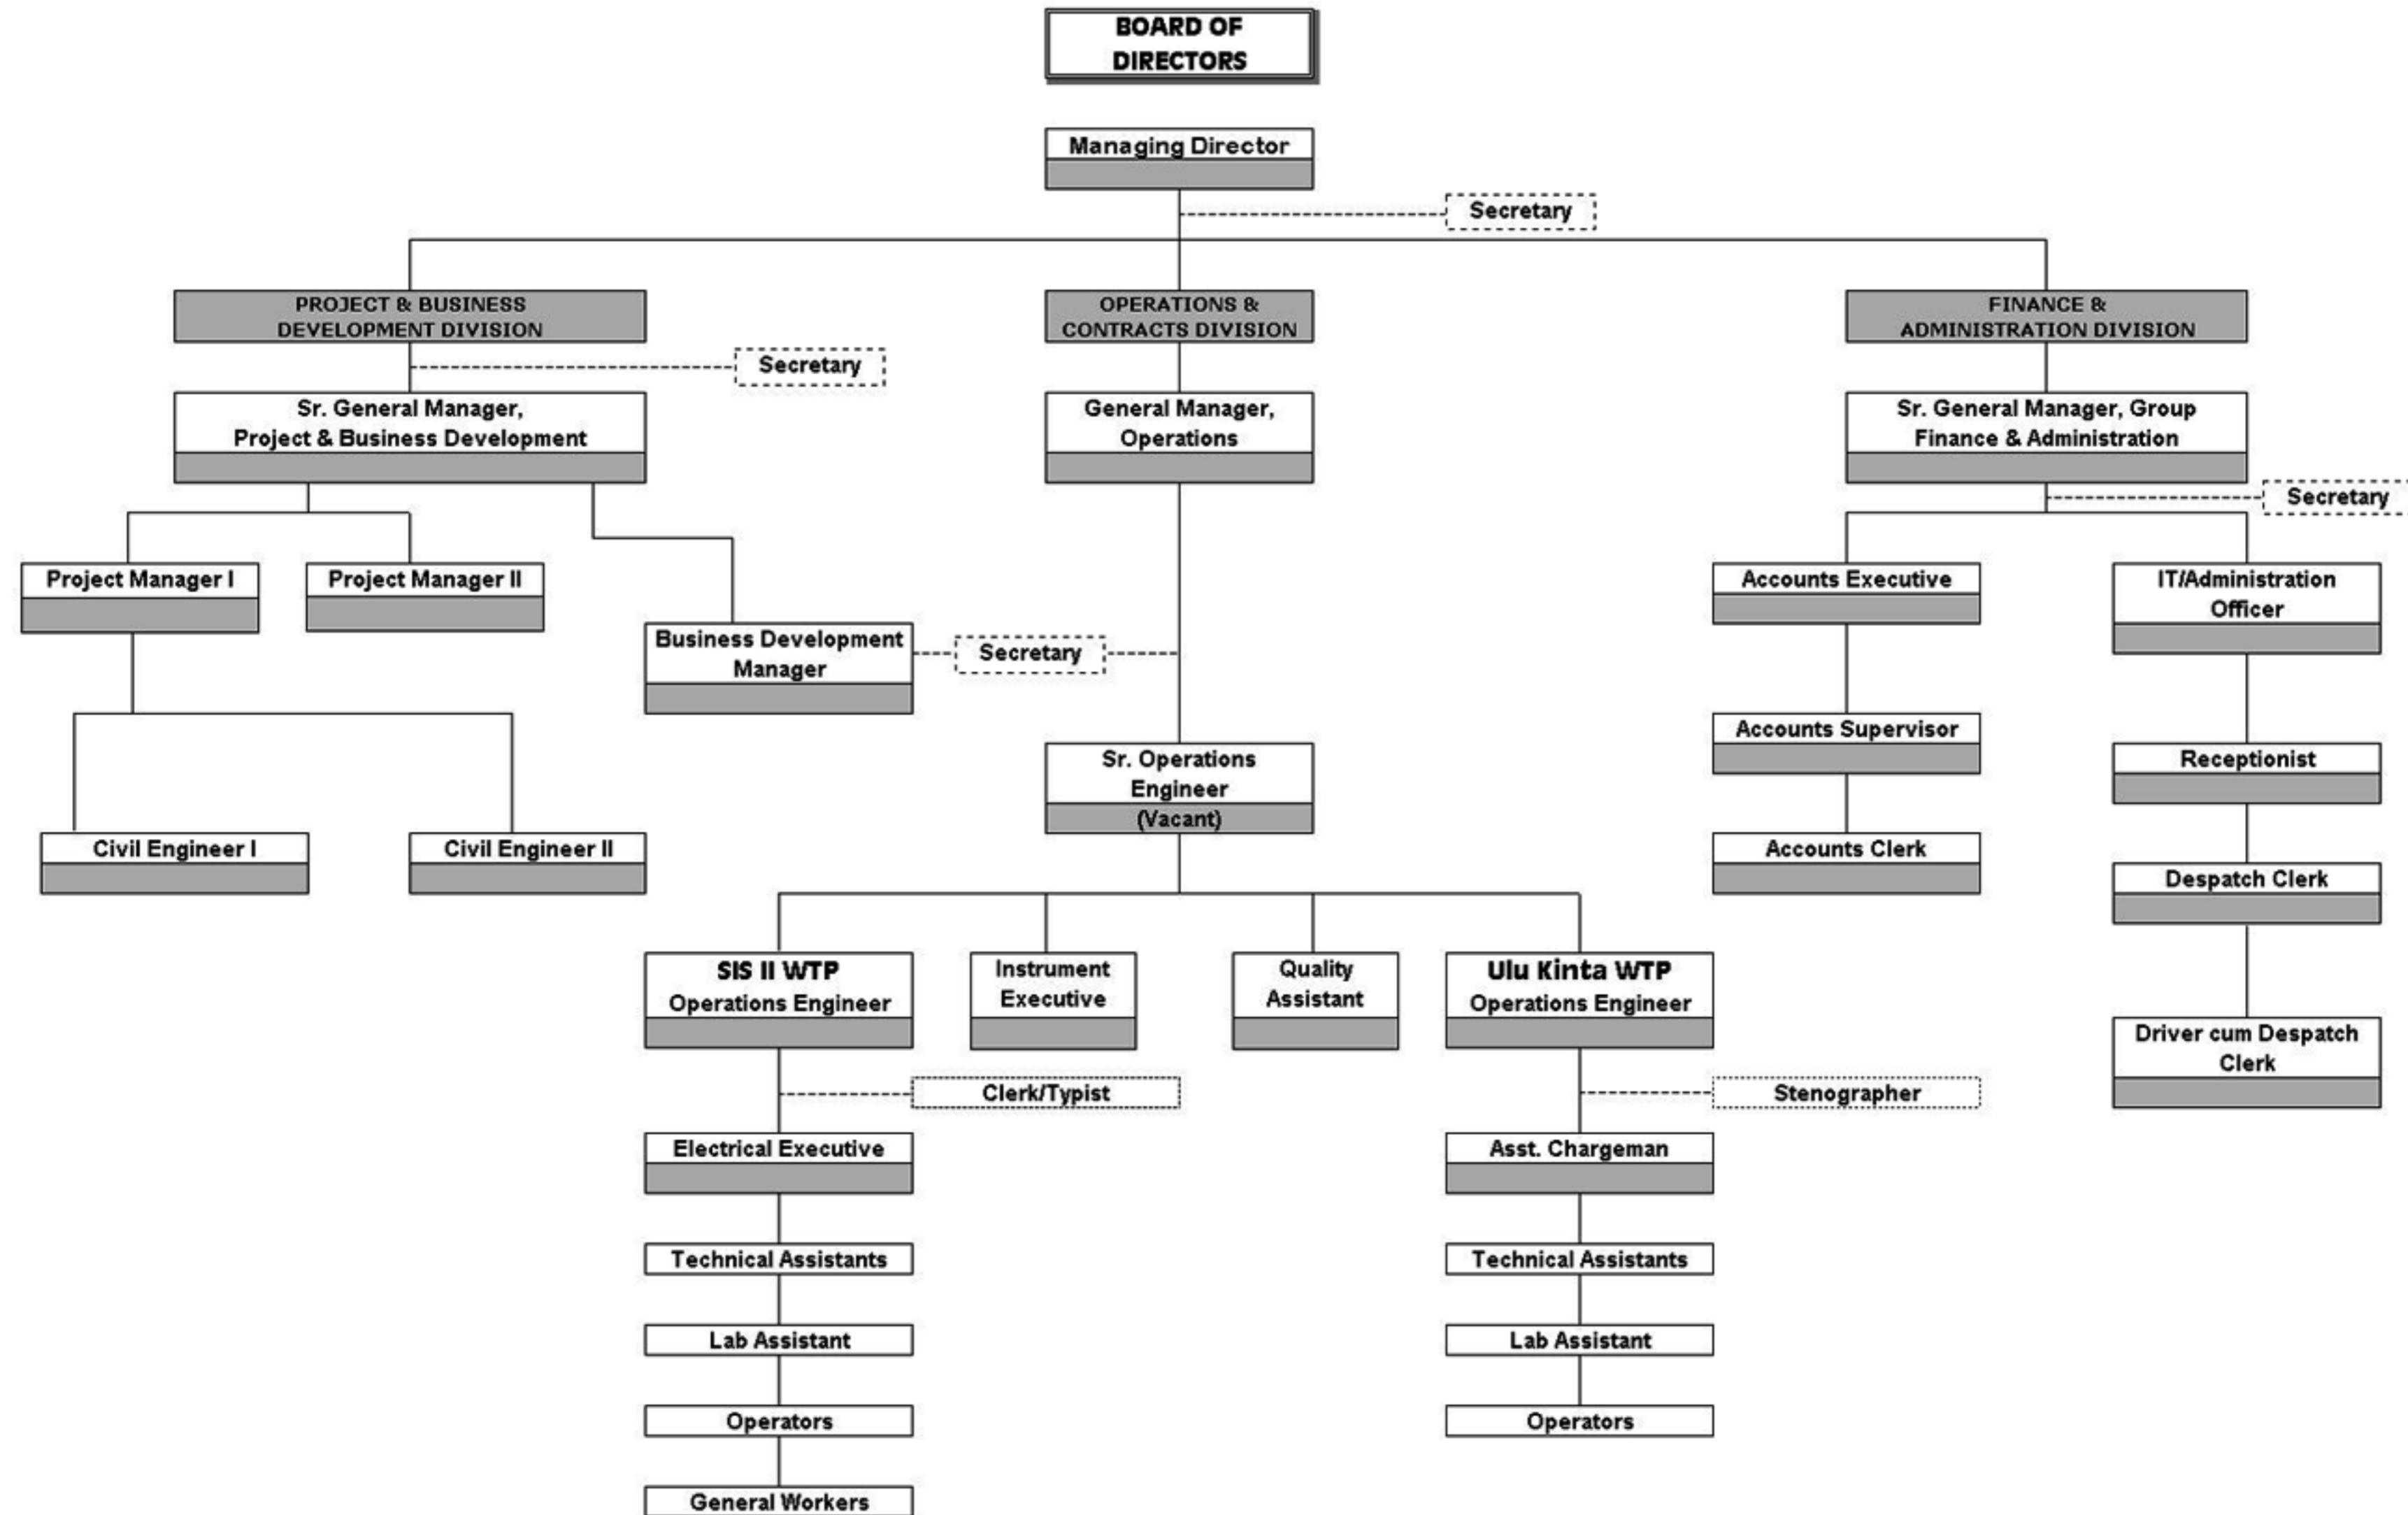 BOARD OF
DIRECTORS
Managing Director
Secretary
PROJECT & BUSINESS
DEVELOPMENT DIVISION
OPERATIONS &
CONTRACTS DIVISION
FINANCE &
ADMINISTRATION DIVISION
Secretary
Sr. General Manager,
Project & Business Development
General Manager,
Operations
Sr. General Manager, Group
Finance & Administration
Secretary
Project Manager I
Project Manager II
Accounts Executive
IT/Administration
Officer
Business Development
Manager
Secretary
Accounts Supervisor
Sr. Operations
Engineer
(Vacant)
Receptionist
Civil Engineer I
Civil Engineer II
Accounts Clerk
Despatch Clerk
SIS II WTP
Operations Engineer
Instrument
Executive
Quality
Assistant
Ulu Kinta WTP
Operations Engineer
Driver cum Despatch
Clerk
Clerk/Typist
Stenographer
Electrical Executive
Asst. Chargeman
Technical Assistants
Technical Assistants
Lab Assistant
Lab Assistant
Operators
Operators
General Workers